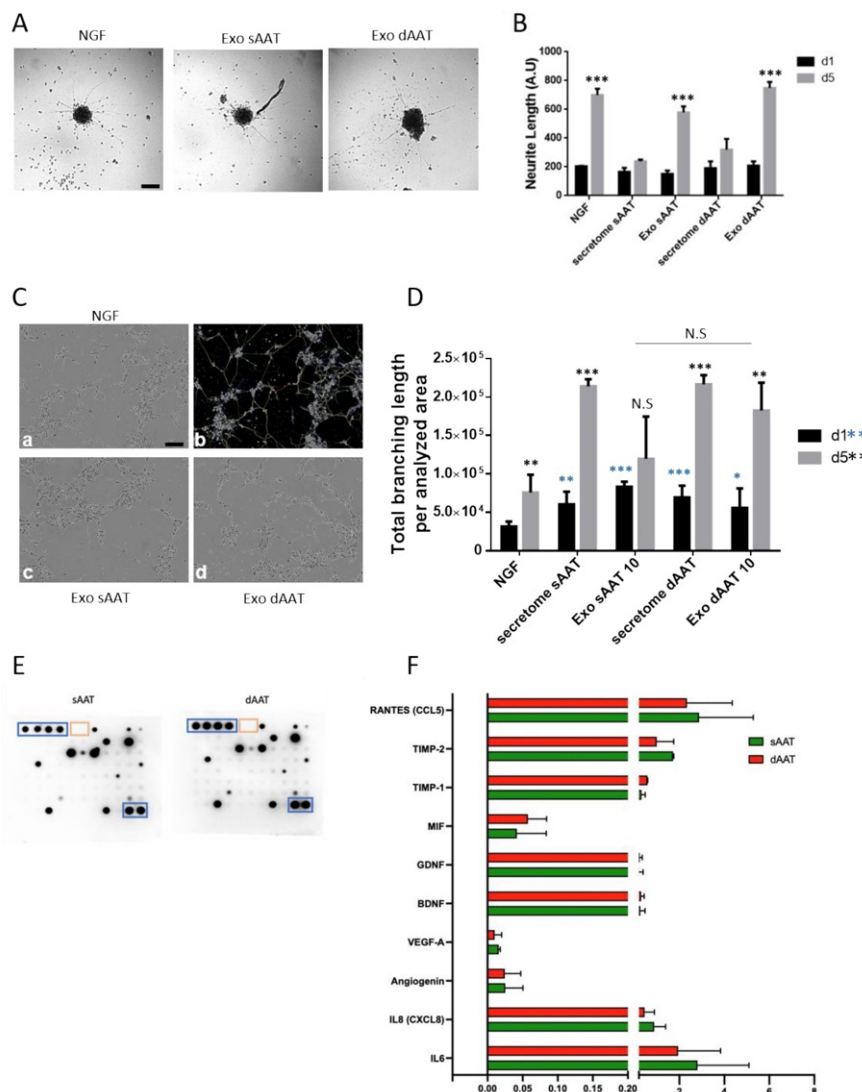 A
NGF
Exo sAAT
Exo dAAT
B
Neurite Length (A.U)
1000
800
600
400
200
0
***
***
***
d1
d5
NGF
secretome sAAT
Exo sAAT
secretome dAAT
Exo dAAT
C
NGF
a
b
c
d
Exo sAAT
Exo dAAT
D
N.S
Total branching length
per analyzed area
2.5×10⁵
2.0×10⁵
1.5×10⁵
1.0×10⁵
5.0×10⁴
0
**
**
***
***
N.S
***
***
*
**
d1**
d5**
NGF
secretome sAAT
Exo sAAT 10
secretome dAAT
Exo dAAT 10
E
sAAT
dAAT
F
RANTES (CCL5)
TIMP-2
TIMP-1
MIF
GDNF
BDNF
VEGF-A
Angiogenin
IL8 (CXCL8)
IL6
sAAT
dAAT
0.00 0.05 0.10 0.15 0.20 2 4 6 8